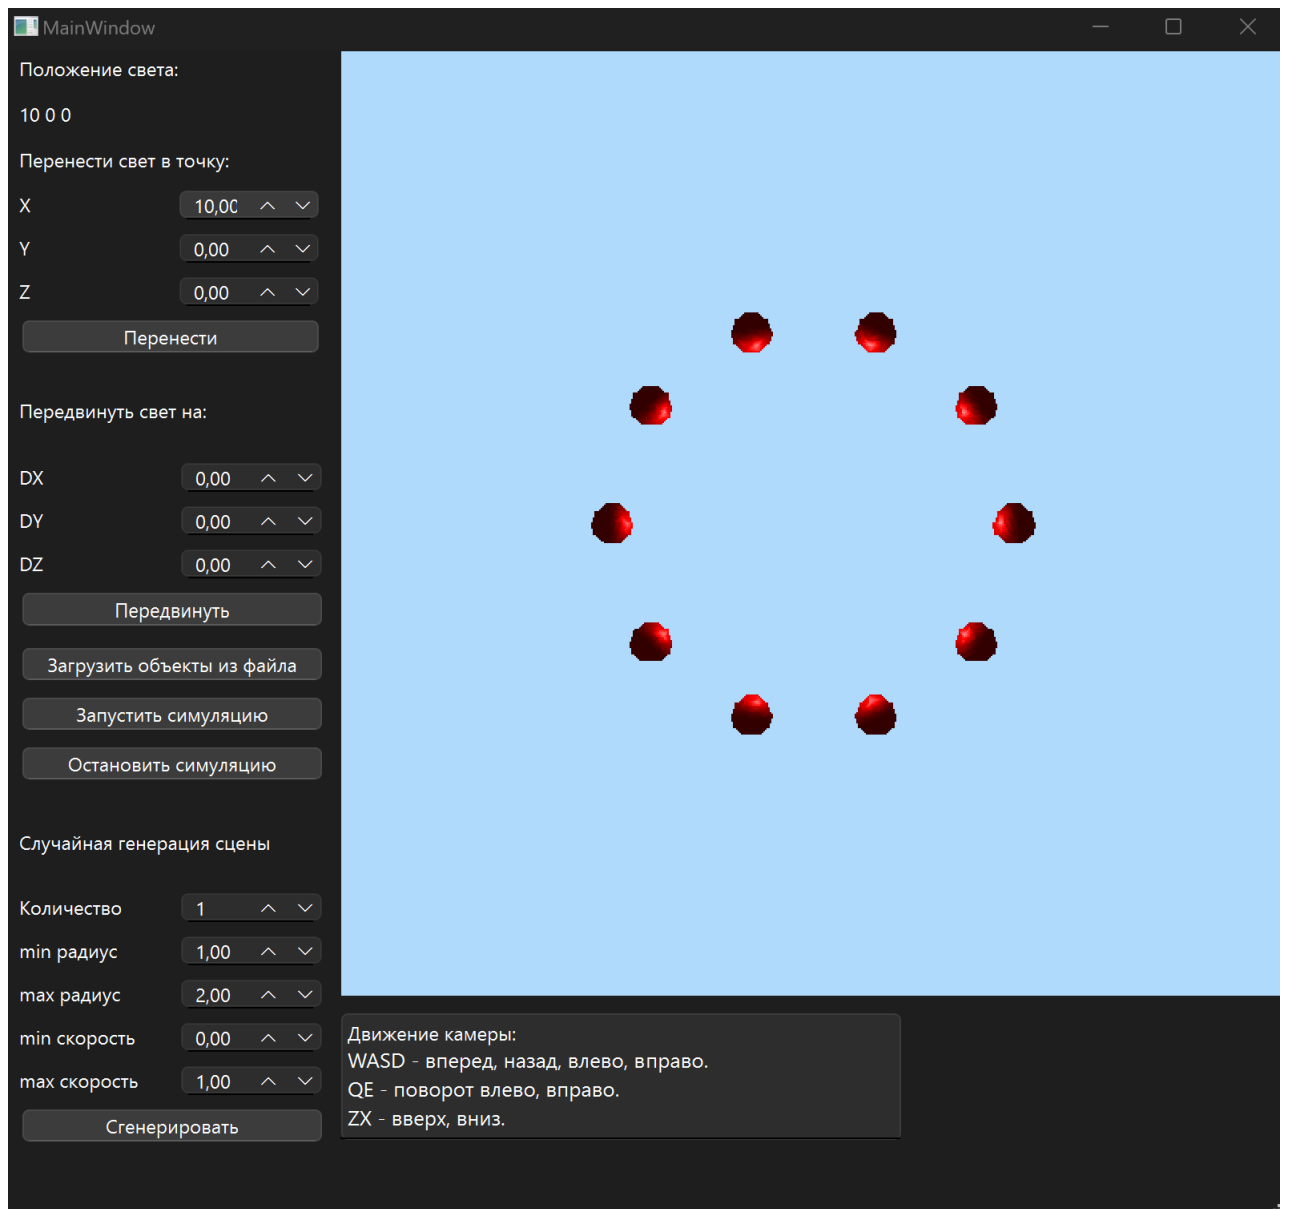 MainWindow
Положение света:
10 0 0
Перенести свет в точку:
X 10,00
Y 0,00
Z 0,00
Перенести
Передвинуть свет на:
DX 0,00
DY 0,00
DZ 0,00
Передвинуть
Загрузить объекты из файла
Запустить симуляцию
Остановить симуляцию
Случайная генерация сцены
Количество 1
min радиус 1,00
max радиус 2,00
min скорость 0,00
max скорость 1,00
Сгенерировать
Движение камеры:
WASD - вперед, назад, влево, вправо.
QE - поворот влево, вправо.
ZX - вверх, вниз.